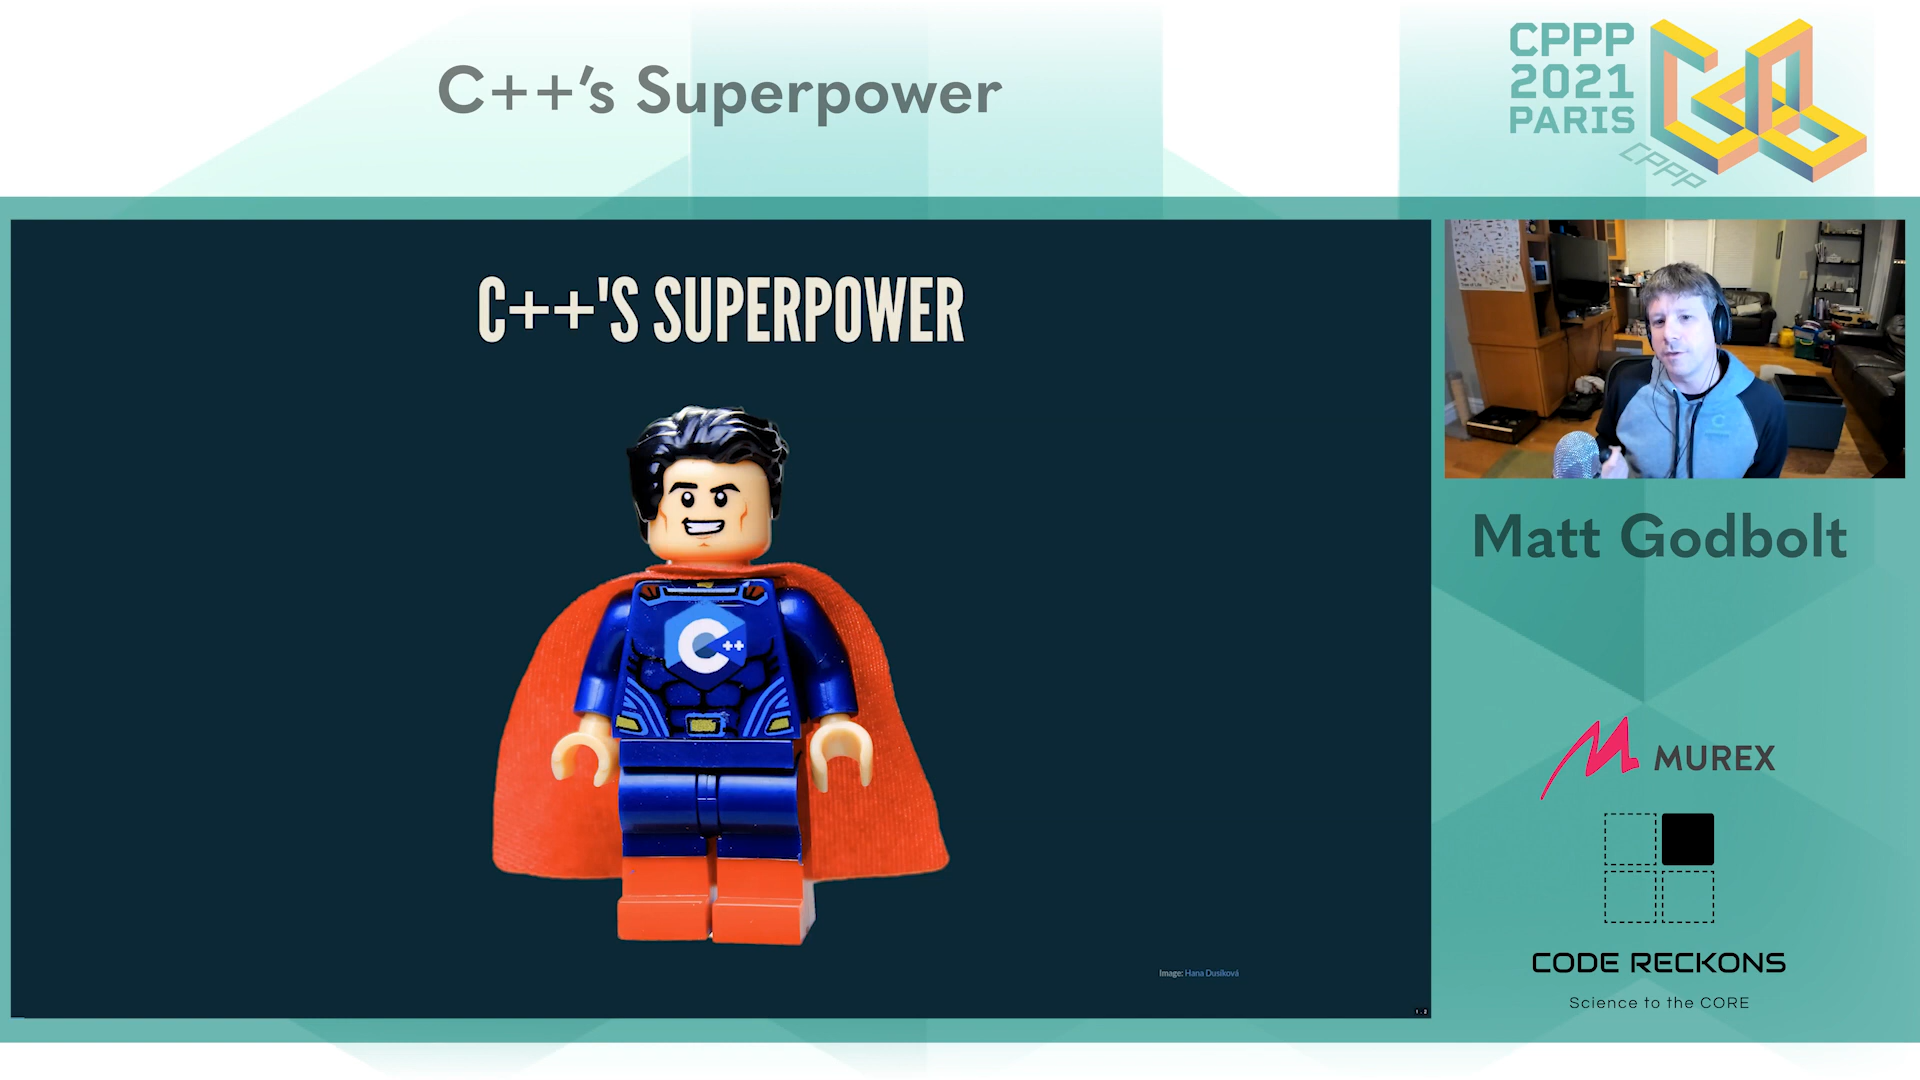 C++’s Superpower
CPPP
2021
PARIS
CPPP
C++'S SUPERPOWER
C++
Image: Hana Dusíková
Matt Godbolt
MUREX
CODE RECKONS
Science to the CORE